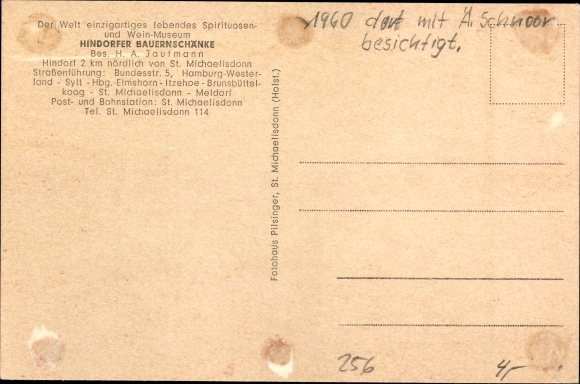 Der Welt einzigartiges lebendes Spirituosen-
und Wein-Museum
HINDORFER BAUERNSCHÄNKE
Bes. H. A. Jaufmann
Hindorf 2 km nördlich von St. Michaelisdonn
Straßenführung: Bundesstr. 5, Hamburg-Wester-
land - Sylt - Hbg.-Elmshorn - Itzehoe - Brunsbüttel-
koog - St. Michaelisdonn - Meldorf
Post- und Bahnstation: St. Michaelisdonn
Tel. St. Michaelisdonn 114
Fotohaus Pilsinger, St. Michaelisdonn (Holst.)
1960 dort mit A. Schnoor
besichtigt.
256
4,-